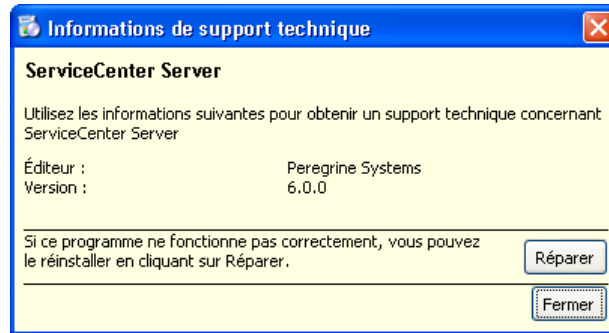 Informations de support technique
ServiceCenter Server
Utilisez les informations suivantes pour obtenir un support technique concernant
ServiceCenter Server
Éditeur : Peregrine Systems
Version : 6.0.0
Si ce programme ne fonctionne pas correctement, vous pouvez
le réinstaller en cliquant sur Réparer.
Réparer
Fermer